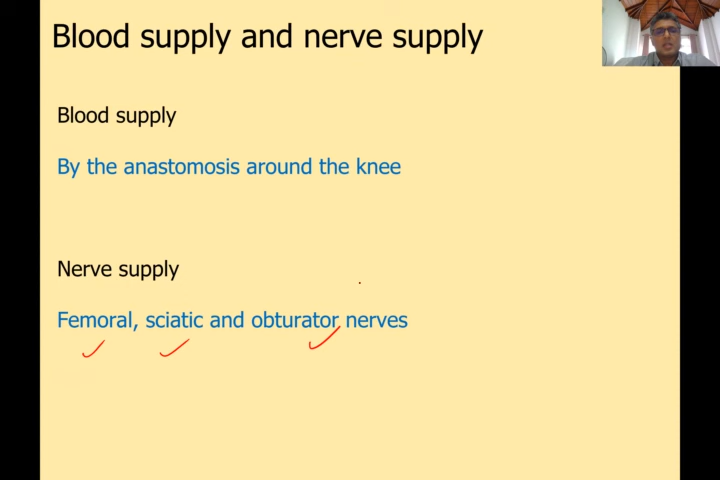 Blood supply and nerve supply
Blood supply
By the anastomosis around the knee
Nerve supply
Femoral, sciatic and obturator nerves